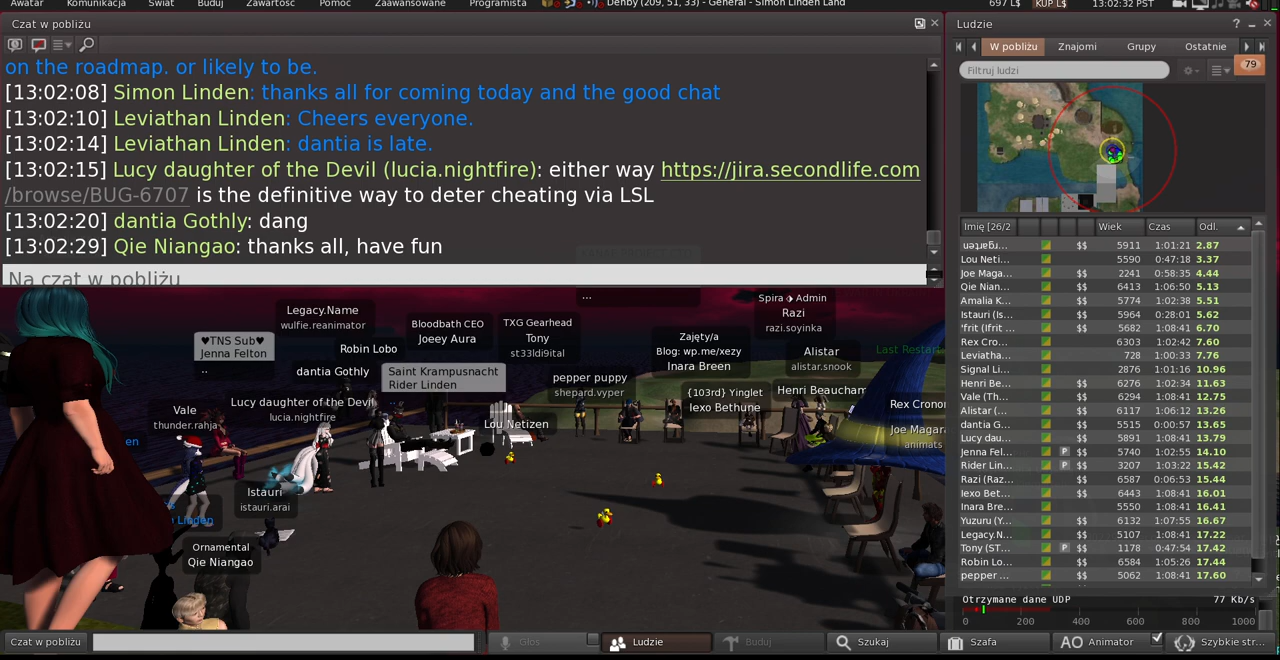 Awatar Komunikacja Świat Buduj Zawartość Pomoc Zaawansowane Programista Denby (209, 51, 33) - General - Simon Linden Land 697 L$ KUP L$ 13:02:32 PST
Czat w pobliżu
on the roadmap. or likely to be.
[13:02:08] Simon Linden: thanks all for coming today and the good chat
[13:02:10] Leviathan Linden: Cheers everyone.
[13:02:14] Leviathan Linden: dantia is late.
[13:02:15] Lucy daughter of the Devil (lucia.nightfire): either way https://jira.secondlife.com
/browse/BUG-6707 is the definitive way to deter cheating via LSL
[13:02:20] dantia Gothly: dang
[13:02:29] Qie Niangao: thanks all, have fun
Na czat w pobliżu
...
Legacy.Name
wulfie.reanimator
♥TNS Sub♥
Jenna Felton
..
Robin Lobo
dantia Gothly
Bloodbath CEO
Joeey Aura
TXG Gearhead
Tony
st33ldi9ital
Saint Krampusnacht
Rider Linden
Spira ⬗ Admin
Razi
razi.soyinka
Zajęty/a
Blog: wp.me/xezy
Inara Breen
Alistar
alistar.snook
Last Restart
pepper puppy
shepard.vyper
{103rd} Yinglet
Iexo Bethune
Henri Beaucham
Rex Cronon
Joe Magar
animats
Vale
thunder.rahja
Lucy daughter of the Devil
lucia.nightfire
Lou Netizen
en
Istauri
istauri.arai
Linden
Ornamental
Qie Niangao
Czat w pobliżu
Głos
Ludzie
Buduj
Szukaj
Szafa
AO Animator
Szybkie str...
Ludzie
? _ ×
W pobliżu Znajomi Grupy Ostatnie
Filtruj ludzi
79
Imię [26/2 Wiek Czas Odl.
uaʇɐƃɐɹ... $$ 5911 1:01:21 2.87
Lou Neti... 5590 0:47:18 3.37
Joe Maga... $$ 2241 0:58:35 4.44
Qie Nian... $$ 6413 1:06:50 5.13
Amalia K... $$ 5774 1:02:38 5.51
Istauri (Is... $$ 5964 0:28:01 5.62
'frit (Ifrit ... $$ 5682 1:08:41 6.70
Rex Cro... 6303 1:02:42 7.60
Leviatha... 728 1:00:33 7.76
Signal Li... 2876 1:01:16 10.96
Henri Be... $$ 6276 1:02:34 11.63
Vale (Th... $$ 6294 1:08:41 12.75
Alistar (... $$ 6117 1:06:12 13.26
dantia G... $$ 5515 0:00:57 13.65
Lucy dau... $$ 5891 1:08:41 13.79
Jenna Fel... P $$ 5740 1:02:55 14.10
Rider Lin... P $$ 3207 1:03:22 15.42
Razi (Raz... $$ 6587 0:06:53 15.44
Iexo Bet... $$ 6443 1:08:41 16.01
Inara Bre... 5550 1:08:41 16.41
Yuzuru (Y... $$ 6132 1:07:55 16.67
Legacy.N... $$ 5107 1:08:41 17.22
Tony (ST... P $$ 1178 0:47:54 17.42
Robin Lo... $$ 6584 1:05:26 17.44
pepper ... $$ 5062 1:08:41 17.60
Otrzymane dane UDP 77 Kb/s
0 200 400 600 800 1000